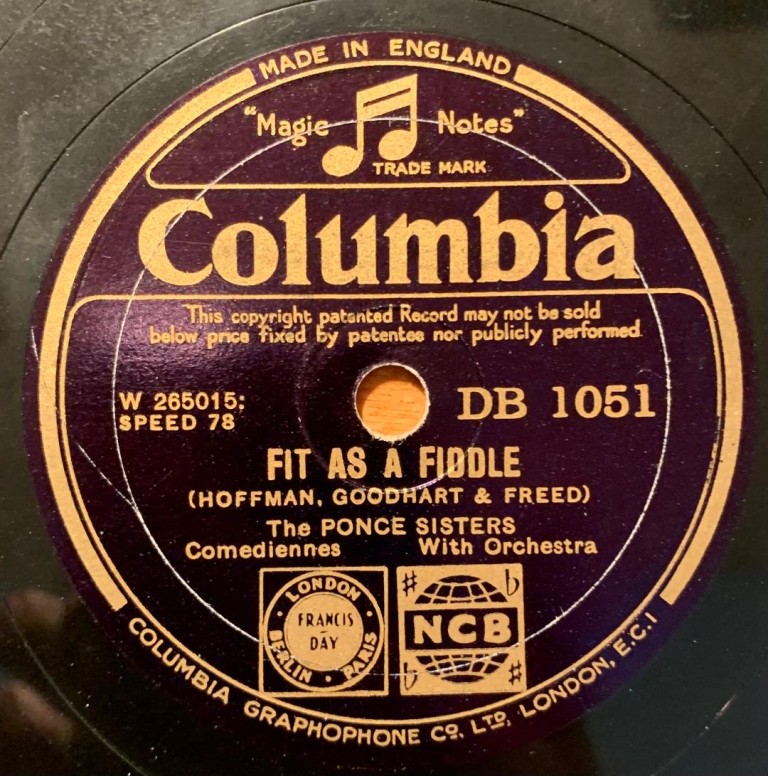 MADE IN ENGLAND
"Magic Notes"
TRADE MARK
Columbia
This copyright patented Record may not be sold
below price fixed by patentee nor publicly performed
W 265015:
SPEED 78
DB 1051
FIT AS A FIDDLE
(HOFFMAN, GOODHART & FREED)
The PONCE SISTERS
Comediennes With Orchestra
LONDON
FRANCIS
DAY
BERLIN • PARIS
NCB
COLUMBIA GRAPHOPHONE CO. LTD, LONDON, E.C.1